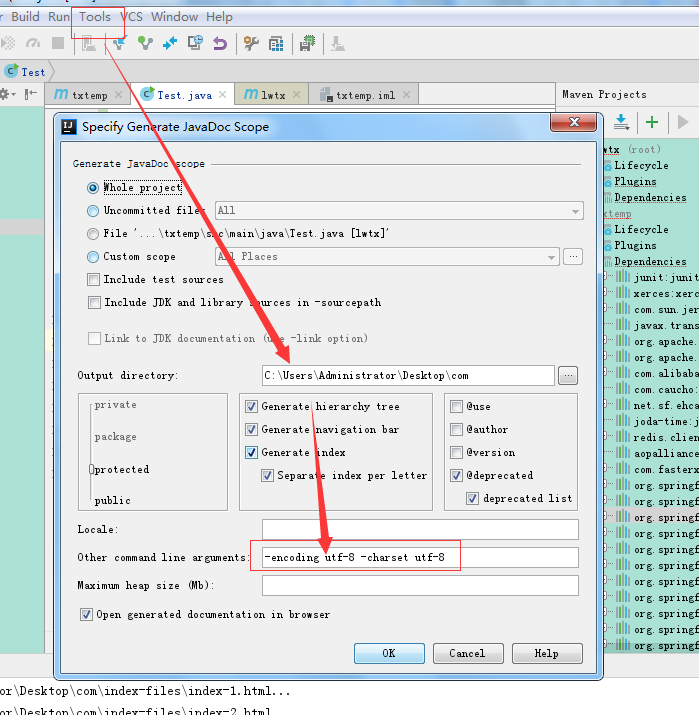 Build Run Tools VCS Window Help
Test
txtemp Test.java lwtx txtemp.iml
Maven Projects
Specify Generate JavaDoc Scope
Generate JavaDoc scope
Whole project
Uncommitted files All
File '...\txtemp\src\main\java\Test.java [lwtx]'
Custom scope All Places ...
Include test sources
Include JDK and library sources in -sourcepath
Link to JDK documentation (use -link option)
Output directory: C:\Users\Administrator\Desktop\com ...
private
package
protected
public
Generate hierarchy tree
Generate navigation bar
Generate index
Separate index per letter
@use
@author
@version
@deprecated
deprecated list
Locale:
Other command line arguments: -encoding utf-8 -charset utf-8
Maximum heap size (Mb):
Open generated documentation in browser
OK Cancel Help
lwtx (root)
Lifecycle
Plugins
Dependencies
txtemp
Lifecycle
Plugins
Dependencies
junit:junit
xerces:xerc
com.sun.jer
javax.trans
org.apache.
org.apache.
com.alibaba
com.caucho:
net.sf.ehca
joda-time:j
redis.clien
aopalliance
com.fasterx
org.springf
org.springf
org.springf
org.springf
org.springf
org.springf
org.springf
org.springf
org.springf
org.springf
org.springf
or\Desktop\com\index-files\index-1.html...
or\Desktop\com\index-files\index-2.html